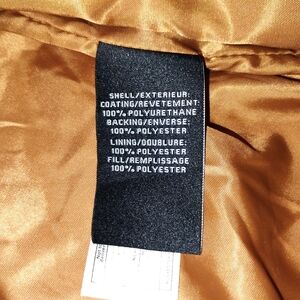 SHELL/EXTERIEUR:
COATING/REVETEMENT:
100% POLYURETHANE
BACKING/ENVERSE:
100% POLYESTER
LINING/DOUBLURE:
100% POLYESTER
FILL/REMPLISSAGE
100% POLYESTER